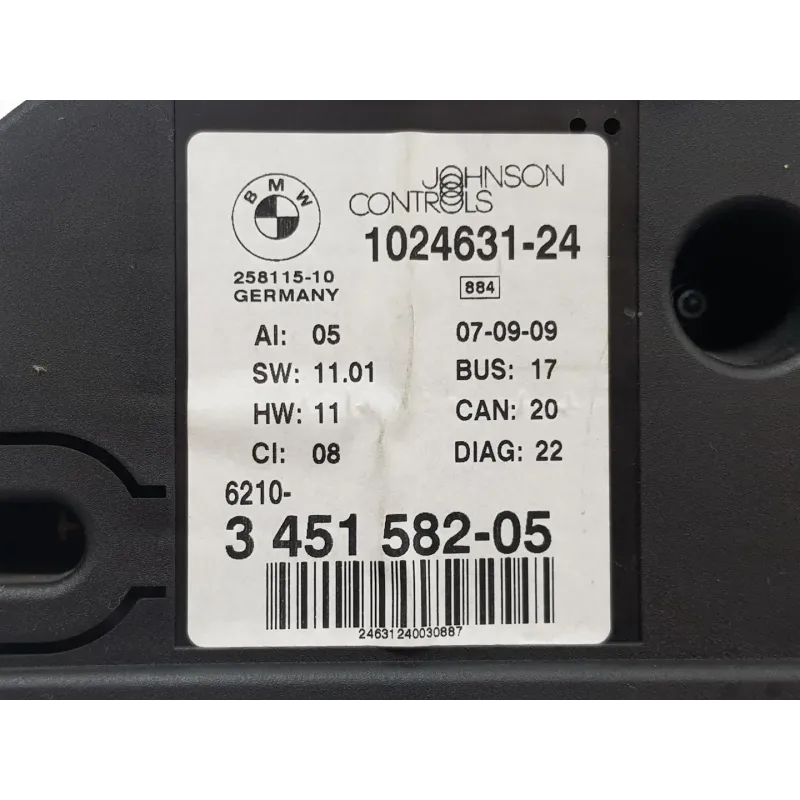 BMW
JOHNSON
CONTROLS
1024631-24
258115-10
GERMANY
884
AI: 05
07-09-09
SW: 11.01
BUS: 17
HW: 11
CAN: 20
CI: 08
DIAG: 22
6210-
3 451 582-05
24631240030887